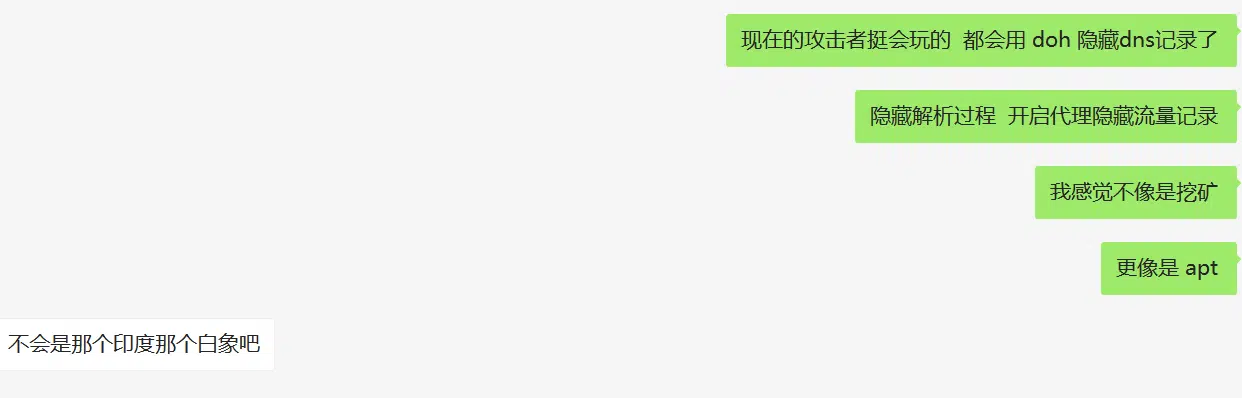 现在的攻击者挺会玩的  都会用 doh 隐藏dns记录了
隐藏解析过程  开启代理隐藏流量记录
我感觉不像是挖矿
更像是 apt
不会是那个印度那个白象吧